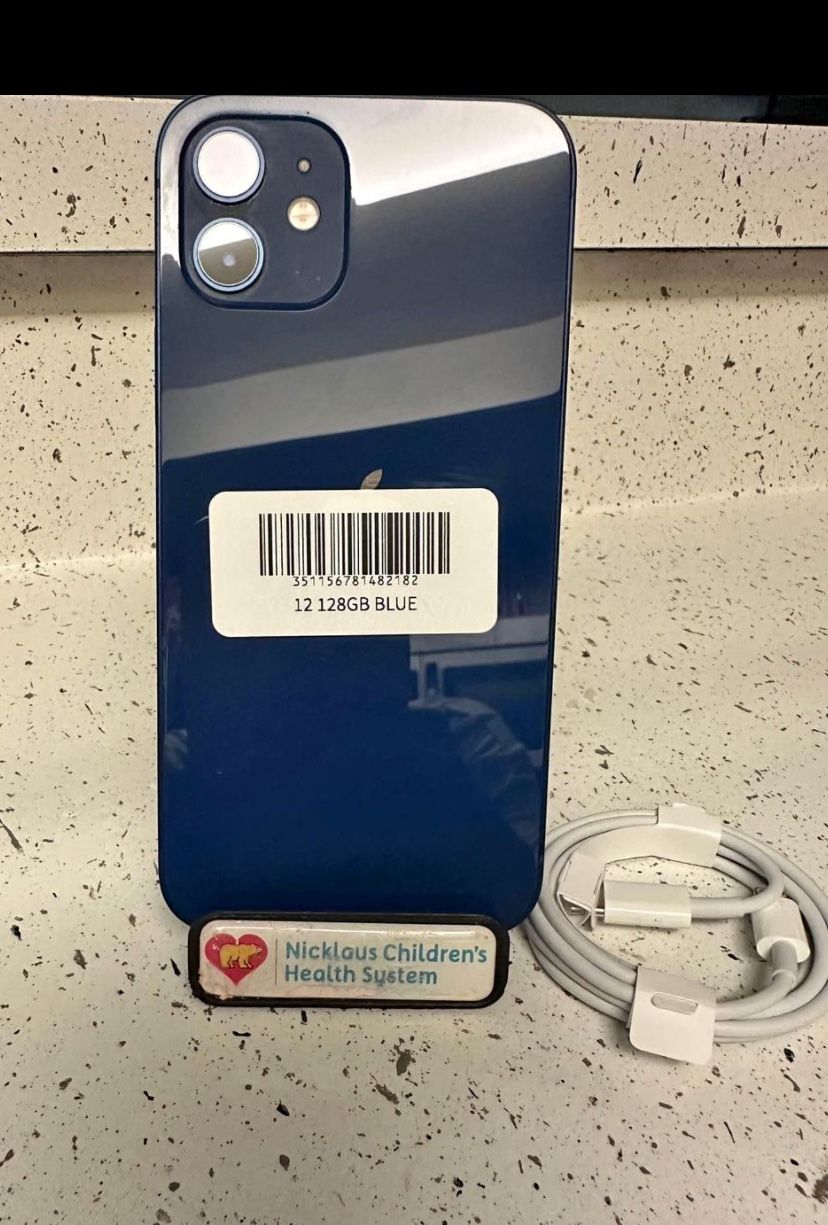 351156781482182
12 128GB BLUE
Nicklaus Children's
Health System